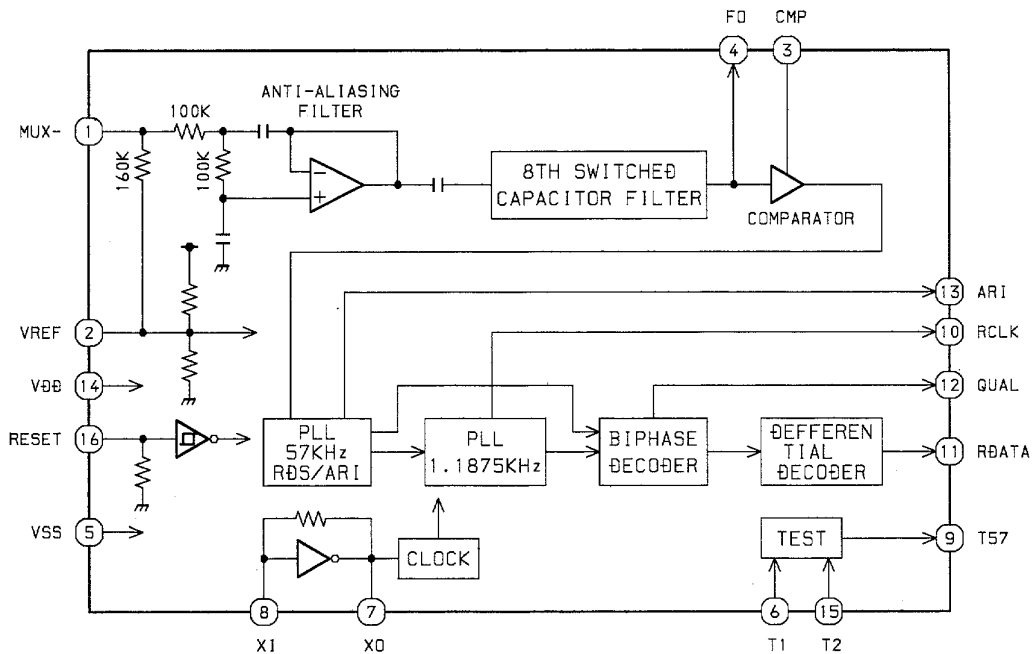 FO
CMP
4
3
ANTI-ALIASING
FILTER
100K
MUX-
1
160K
100K
−
+
8TH SWITCHED
CAPACITOR FILTER
COMPARATOR
13
ARI
VREF
2
10
RCLK
VDD
14
12
QUAL
RESET
16
PLL
57KHz
RDS/ARI
PLL
1.1875KHz
BIPHASE
DECODER
DEFFEREN
TIAL
DECODER
11
RDATA
VSS
5
TEST
9
T57
CLOCK
8
7
6
15
XI
XO
T1
T2